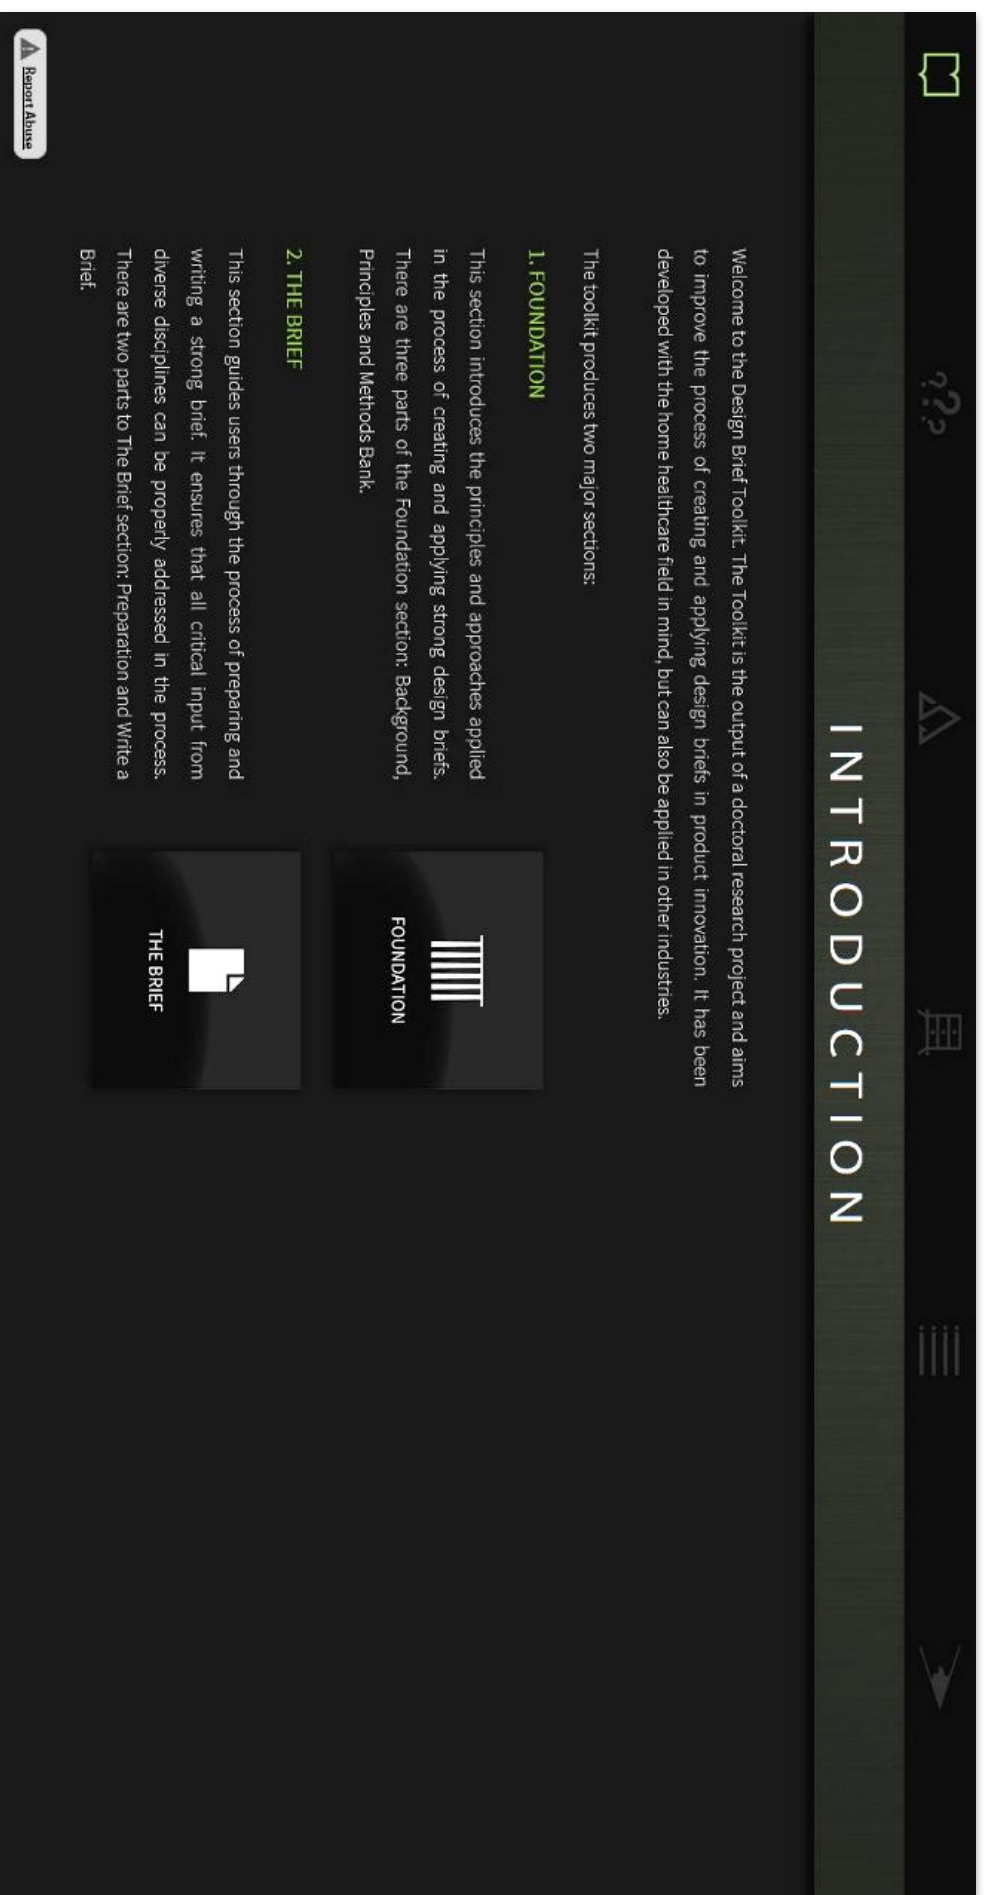 ???
INTRODUCTION
Welcome to the Design Brief Toolkit. The Toolkit is the output of a doctoral research project and aims
to improve the process of creating and applying design briefs in product innovation. It has been
developed with the home healthcare field in mind, but can also be applied in other industries.
The toolkit produces two major sections:
1. FOUNDATION
This section introduces the principles and approaches applied
in the process of creating and applying strong design briefs.
There are three parts of the Foundation section: Background,
Principles and Methods Bank.
FOUNDATION
2. THE BRIEF
This section guides users through the process of preparing and
writing a strong brief. It ensures that all critical input from
diverse disciplines can be properly addressed in the process.
There are two parts to The Brief section: Preparation and Write a
Brief.
THE BRIEF
Report Abuse